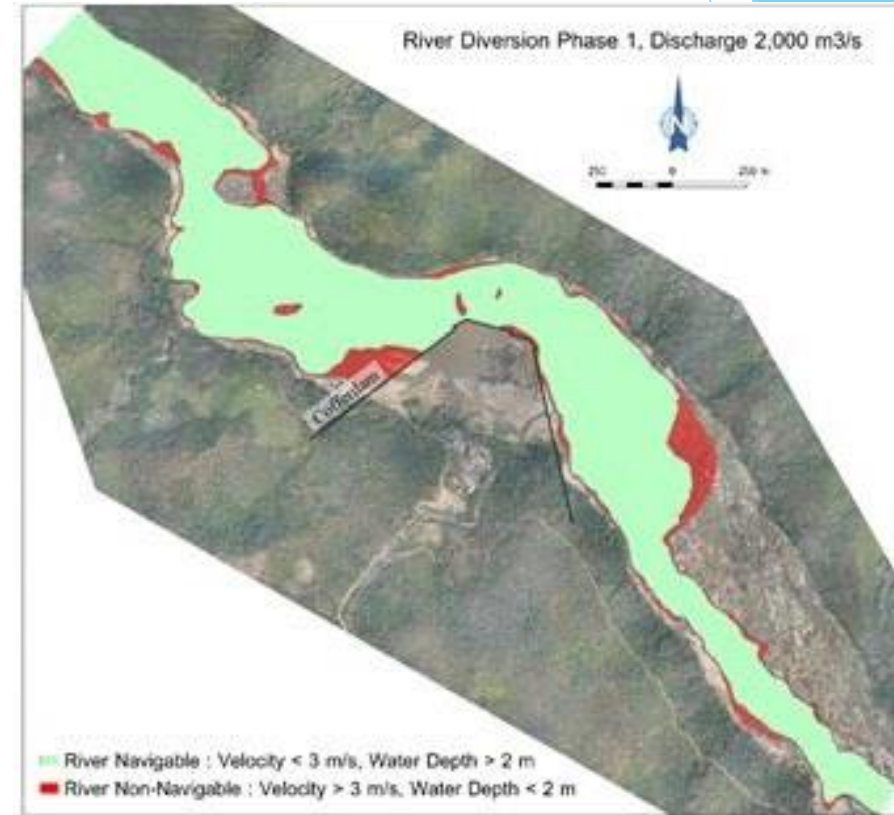 River Diversion Phase 1, Discharge 2,000 m3/s
N
250 0 250 m
Cofferdam
River Navigable : Velocity < 3 m/s, Water Depth > 2 m
River Non-Navigable : Velocity > 3 m/s, Water Depth < 2 m